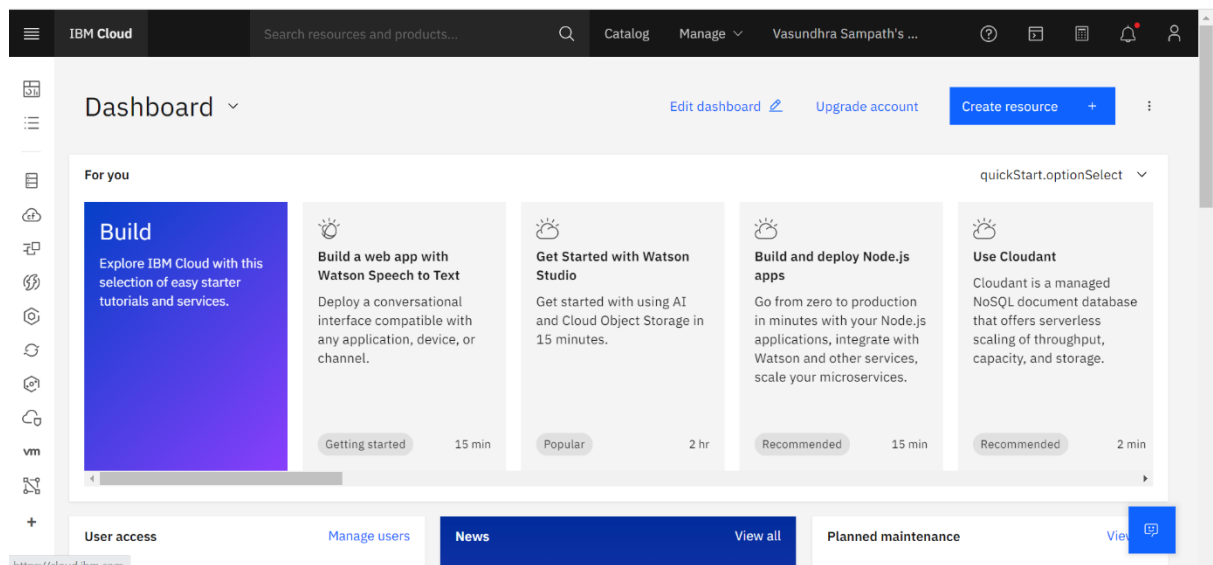 IBM Cloud
Search resources and products...
Catalog
Manage
Vasundhra Sampath's ...
Dashboard
Edit dashboard
Upgrade account
Create resource +
For you
quickStart.optionSelect
Build
Explore IBM Cloud with this
selection of easy starter
tutorials and services.
Build a web app with
Watson Speech to Text
Deploy a conversational
interface compatible with
any application, device, or
channel.
Getting started
15 min
Get Started with Watson
Studio
Get started with using AI
and Cloud Object Storage in
15 minutes.
Popular
2 hr
Build and deploy Node.js
apps
Go from zero to production
in minutes with your Node.js
applications, integrate with
Watson and other services,
scale your microservices.
Recommended
15 min
Use Cloudant
Cloudant is a managed
NoSQL document database
that offers serverless
scaling of throughput,
capacity, and storage.
Recommended
2 min
vm
User access
Manage users
News
View all
Planned maintenance